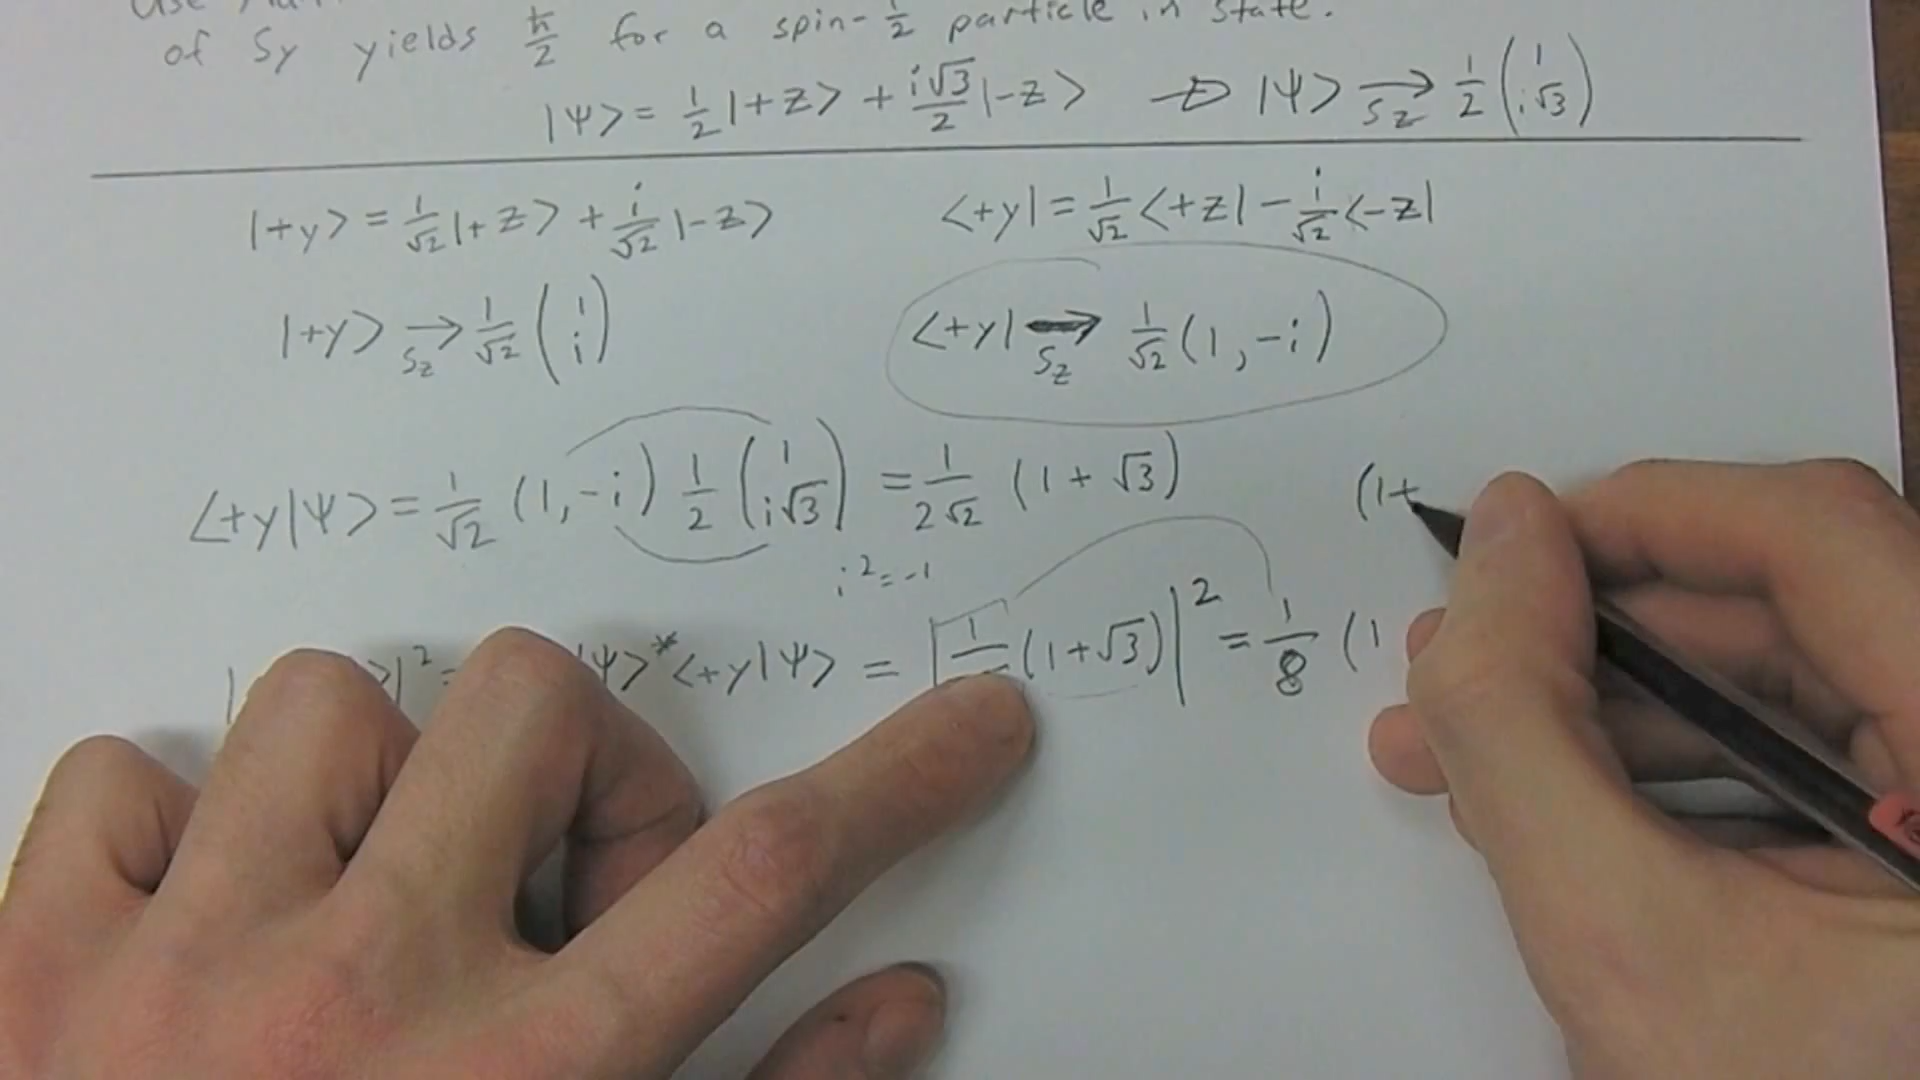 of Sy yields ħ/2 for a spin-1/2 particle in state.
|ψ> = 1/2 |+z> + i√3/2 |-z> → |ψ> →Sz 1/2 (1 i√3)
|+y> = 1/√2 |+z> + i/√2 |-z>
<+y| = 1/√2 <+z| - i/√2 <-z|
|+y> →Sz 1/√2 (1 i)
<+y| →Sz 1/√2 (1, -i)
<+y|ψ> = 1/√2 (1, -i) 1/2 (1 i√3) = 1/2√2 (1 + √3)
(1+
i² = -1
|²= ψ>* <+y|ψ> = |1 (1+√3)|² = 1/8 (1